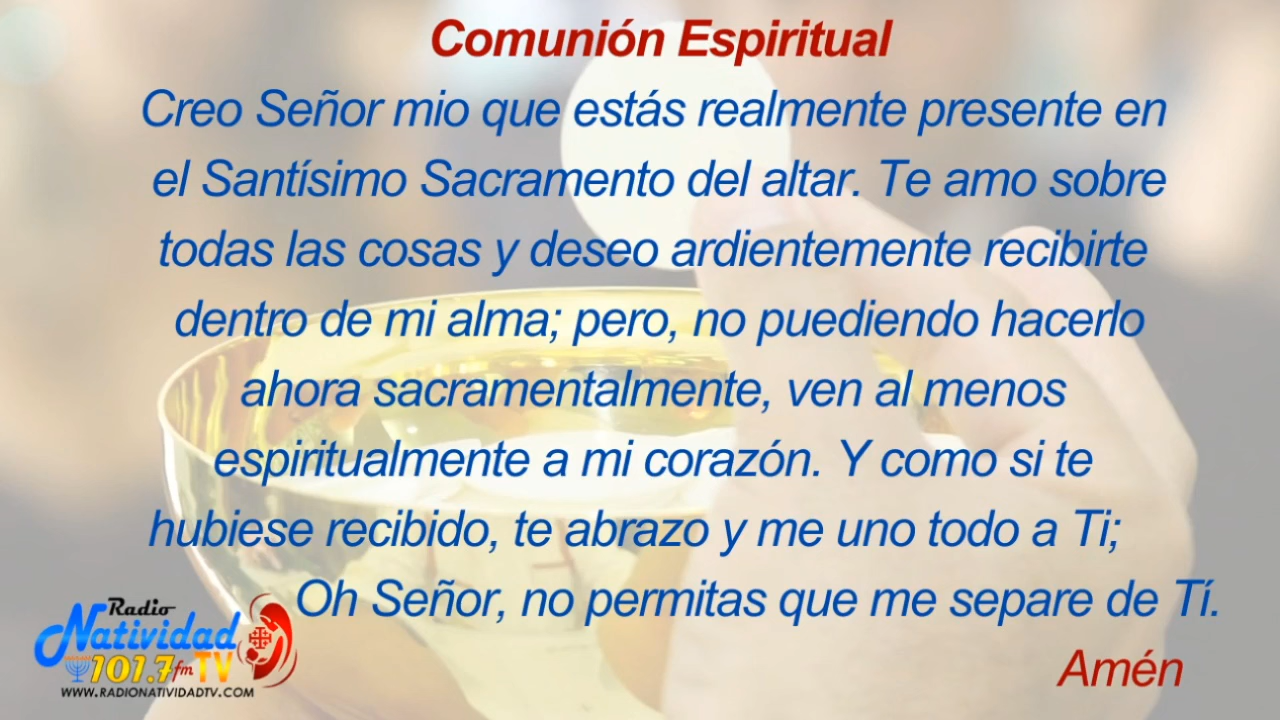 Comunión Espiritual
Creo Señor mio que estás realmente presente en
el Santísimo Sacramento del altar. Te amo sobre
todas las cosas y deseo ardientemente recibirte
dentro de mi alma; pero, no puediendo hacerlo
ahora sacramentalmente, ven al menos
espiritualmente a mi corazón. Y como si te
hubiese recibido, te abrazo y me uno todo a Ti;
Oh Señor, no permitas que me separe de Tí.
Amén
Radio
Natividad
101.7 fm TV
WWW.RADIONATIVIDADTV.COM